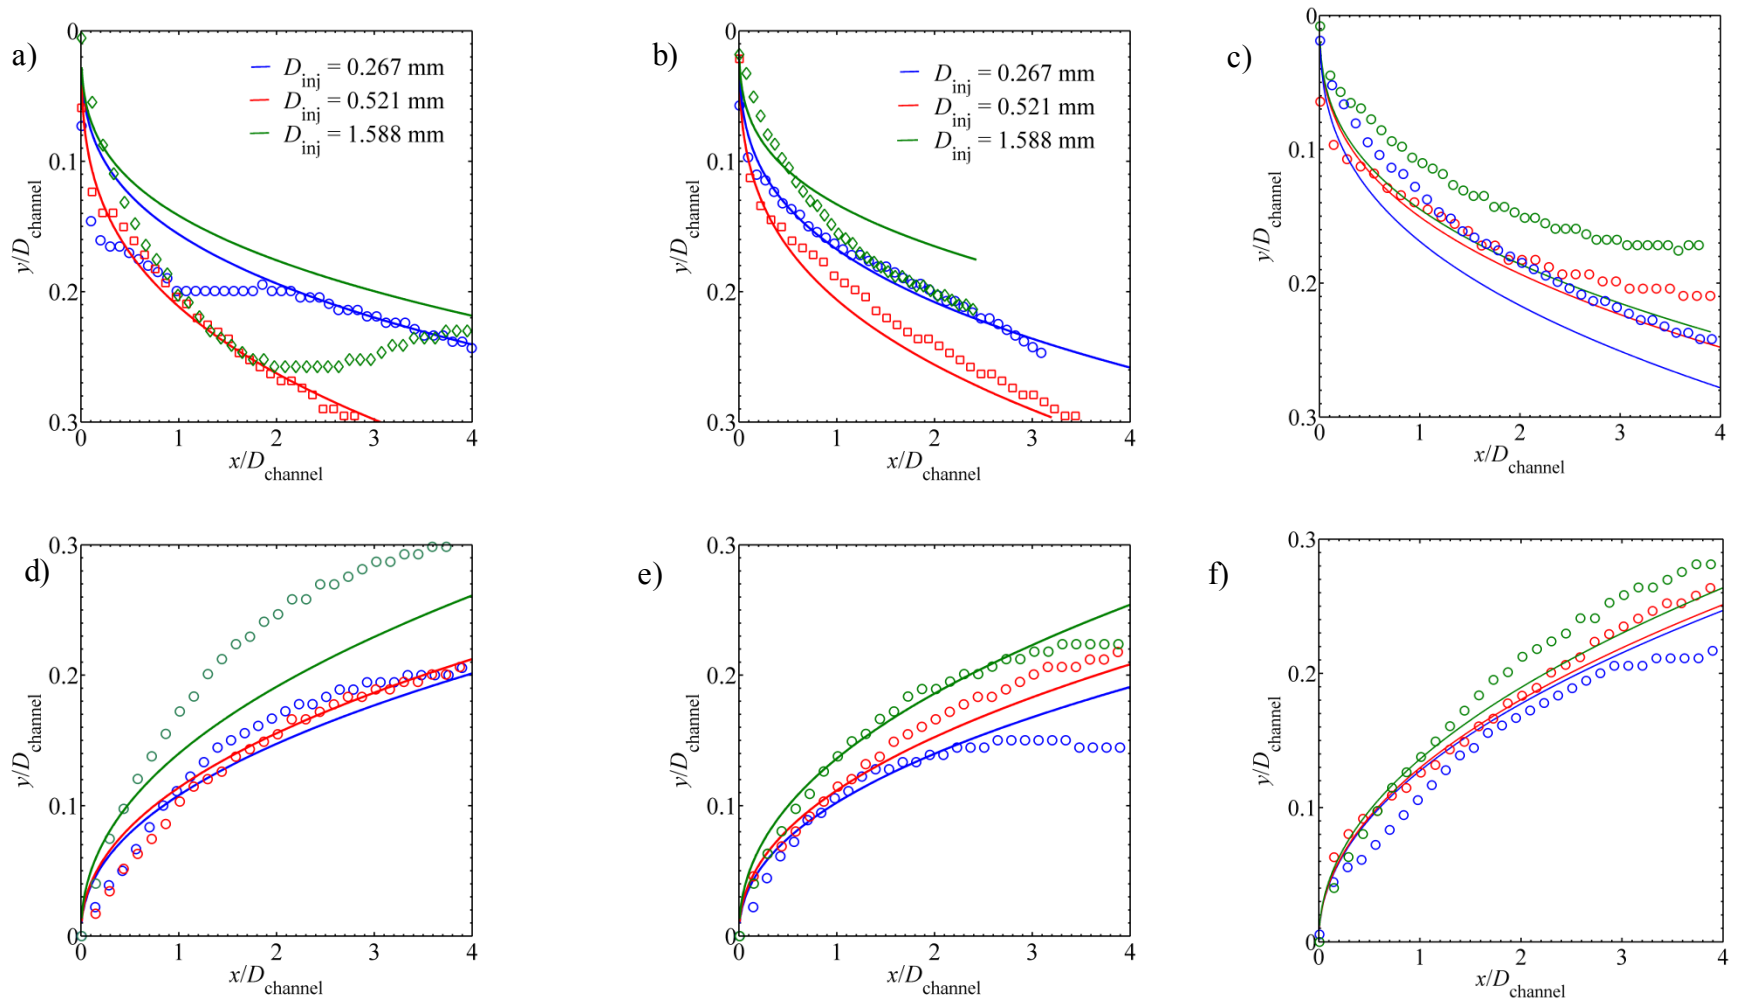 a)
0
0.1
0.2
0.3
y/D_channel
D_inj = 0.267 mm
D_inj = 0.521 mm
D_inj = 1.588 mm
0 1 2 3 4
x/D_channel
b)
0
0.1
0.2
0.3
y/D_channel
D_inj = 0.267 mm
D_inj = 0.521 mm
D_inj = 1.588 mm
0 1 2 3 4
x/D_channel
c)
0
0.1
0.2
0.3
y/D_channel
0 1 2 3 4
x/D_channel
d)
0.3
0.2
0.1
0
y/D_channel
0 1 2 3 4
x/D_channel
e)
0.3
0.2
0.1
0
y/D_channel
0 1 2 3 4
x/D_channel
f)
0.3
0.2
0.1
0
y/D_channel
0 1 2 3 4
x/D_channel